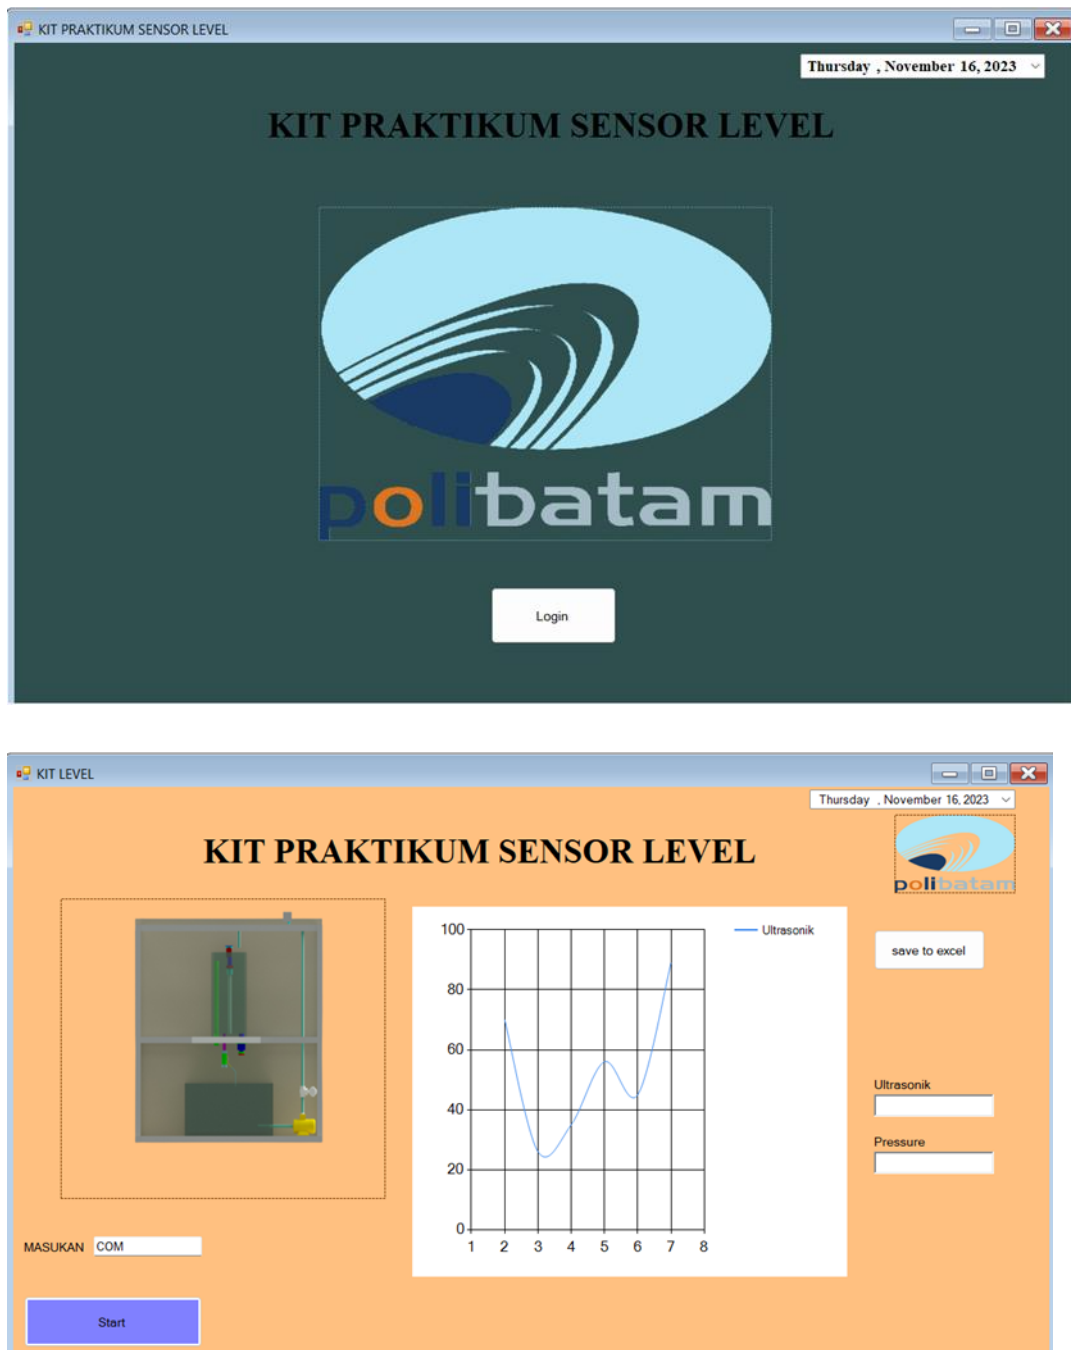 KIT PRAKTIKUM SENSOR LEVEL
Thursday , November 16, 2023
KIT PRAKTIKUM SENSOR LEVEL
polibatam
Login
KIT LEVEL
Thursday , November 16, 2023
KIT PRAKTIKUM SENSOR LEVEL
polibatam
100
80
60
40
20
0
1 2 3 4 5 6 7 8
Ultrasonik
save to excel
Ultrasonik
Pressure
MASUKAN COM
Start